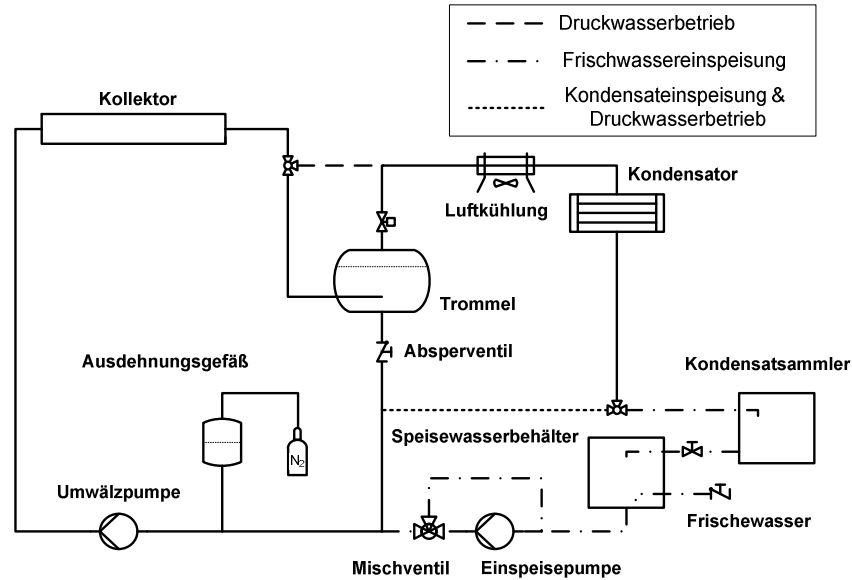 Druckwasserbetrieb
Frischwassereinspeisung
Kondensateinspeisung &
Druckwasserbetrieb
Kollektor
Kondensator
Luftkühlung
Trommel
Absperventil
Ausdehnungsgefäß
Kondensatsammler
Speisewasserbehälter
N2
Umwälzpumpe
Frischewasser
Mischventil
Einspeisepumpe